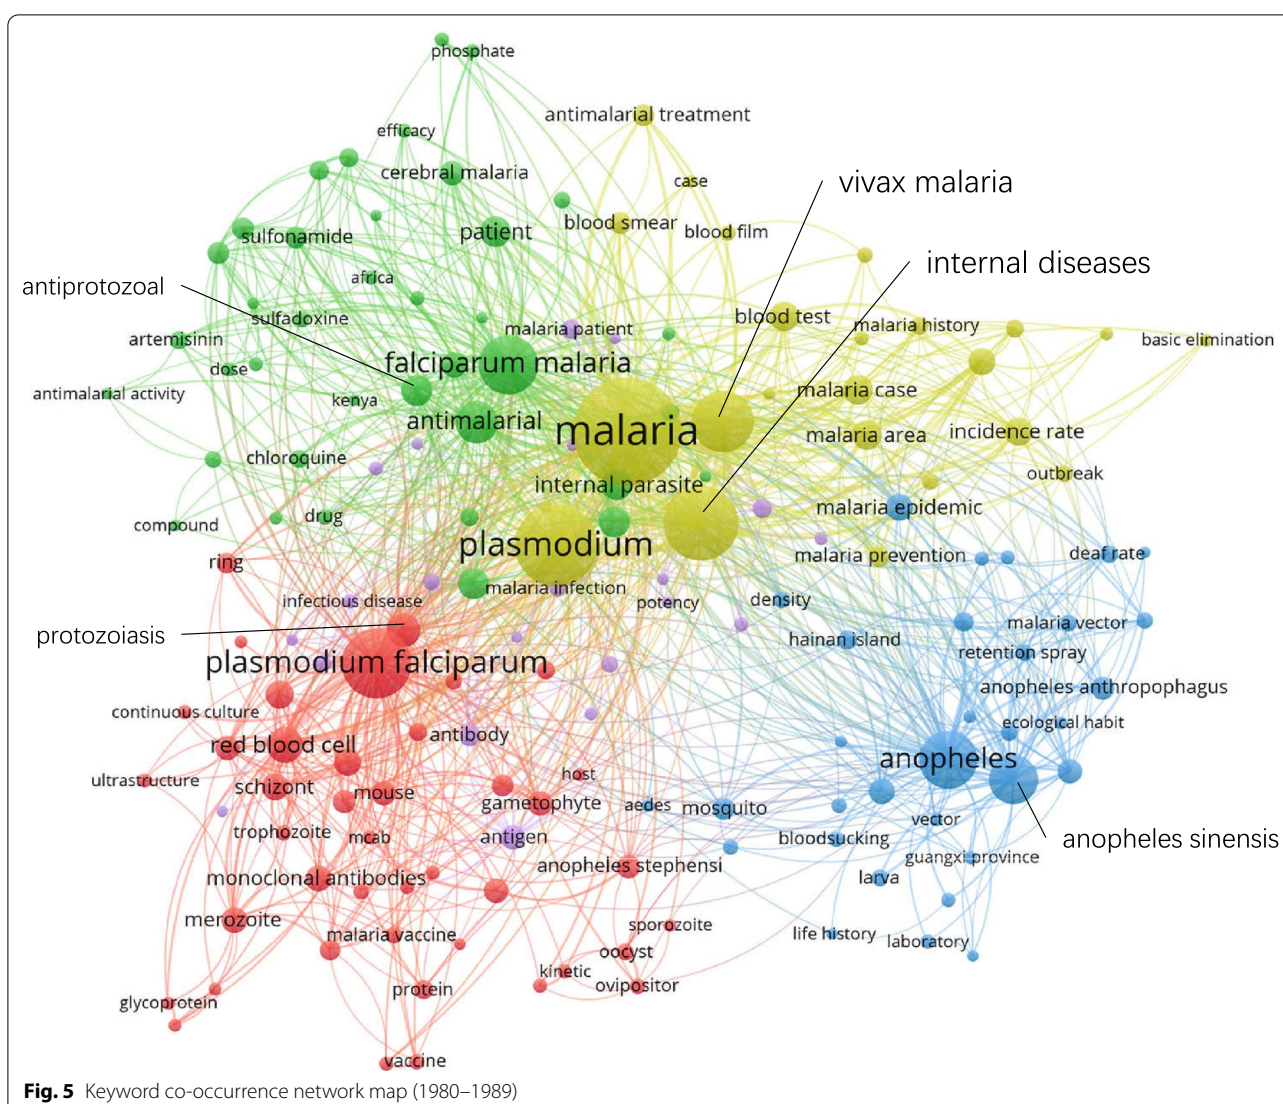 phosphate
antimalarial treatment
efficacy
cerebral malaria
case
vivax malaria
blood smear
blood film
patient
sulfonamide
internal diseases
africa
antiprotozoal
sulfadoxine
malaria patient
blood test
malaria history
artemisinin
basic elimination
falciparum malaria
dose
antimalarial activity
kenya
malaria case
antimalarial
malaria
malaria area
incidence rate
chloroquine
outbreak
internal parasite
malaria epidemic
compound
drug
plasmodium
malaria prevention
deaf rate
ring
malaria infection
infectious disease
potency
density
malaria vector
protozoiasis
hainan island
retention spray
plasmodium falciparum
anopheles anthropophagus
continuous culture
ecological habit
antibody
red blood cell
anopheles
ultrastructure
host
schizont
mouse
gametophyte
aedes
mosquito
vector
trophozoite
mcab
antigen
bloodsucking
anopheles sinensis
guangxi province
anopheles stephensi
monoclonal antibodies
larva
merozoite
sporozoite
malaria vaccine
life history
laboratory
oocyst
kinetic
ovipositor
protein
glycoprotein
vaccine
Fig. 5 Keyword co-occurrence network map (1980–1989)